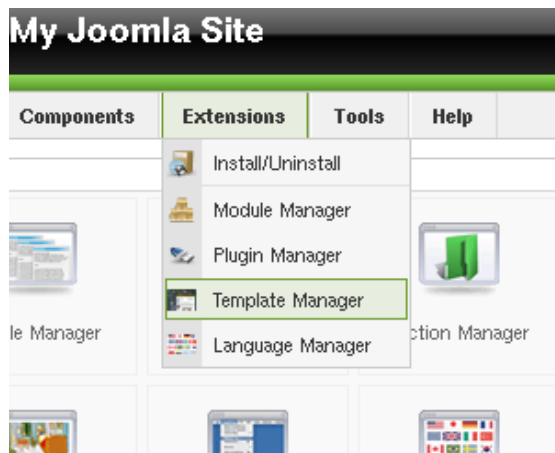 My Joomla Site
Components Extensions Tools Help
Install/Uninstall
Module Manager
Plugin Manager
Template Manager
le Manager ction Manager
Language Manager